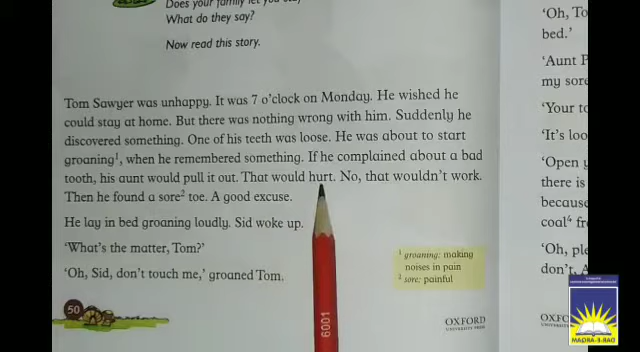 Does your family let you
What do they say?
Now read this story.
Tom Sawyer was unhappy. It was 7 o'clock on Monday. He wished he
could stay at home. But there was nothing wrong with him. Suddenly he
discovered something. One of his teeth was loose. He was about to start
groaning¹, when he remembered something. If he complained about a bad
tooth, his aunt would pull it out. That would hurt. No, that wouldn't work.
Then he found a sore² toe. A good excuse.
He lay in bed groaning loudly. Sid woke up.
'What's the matter, Tom?'
'Oh, Sid, don't touch me,' groaned Tom.
¹ groaning: making
noises in pain
² sore: painful
50
OXFORD
UNIVERSITY PRESS
6001
'Oh, To
bed.'
'Aunt P
my sore
'Your to
'It's loo
'Open y
there is
because
coal⁴ fr
'Oh, ple
don't, A
OXFO
UNIVERSIT
MADRA-E-RAO